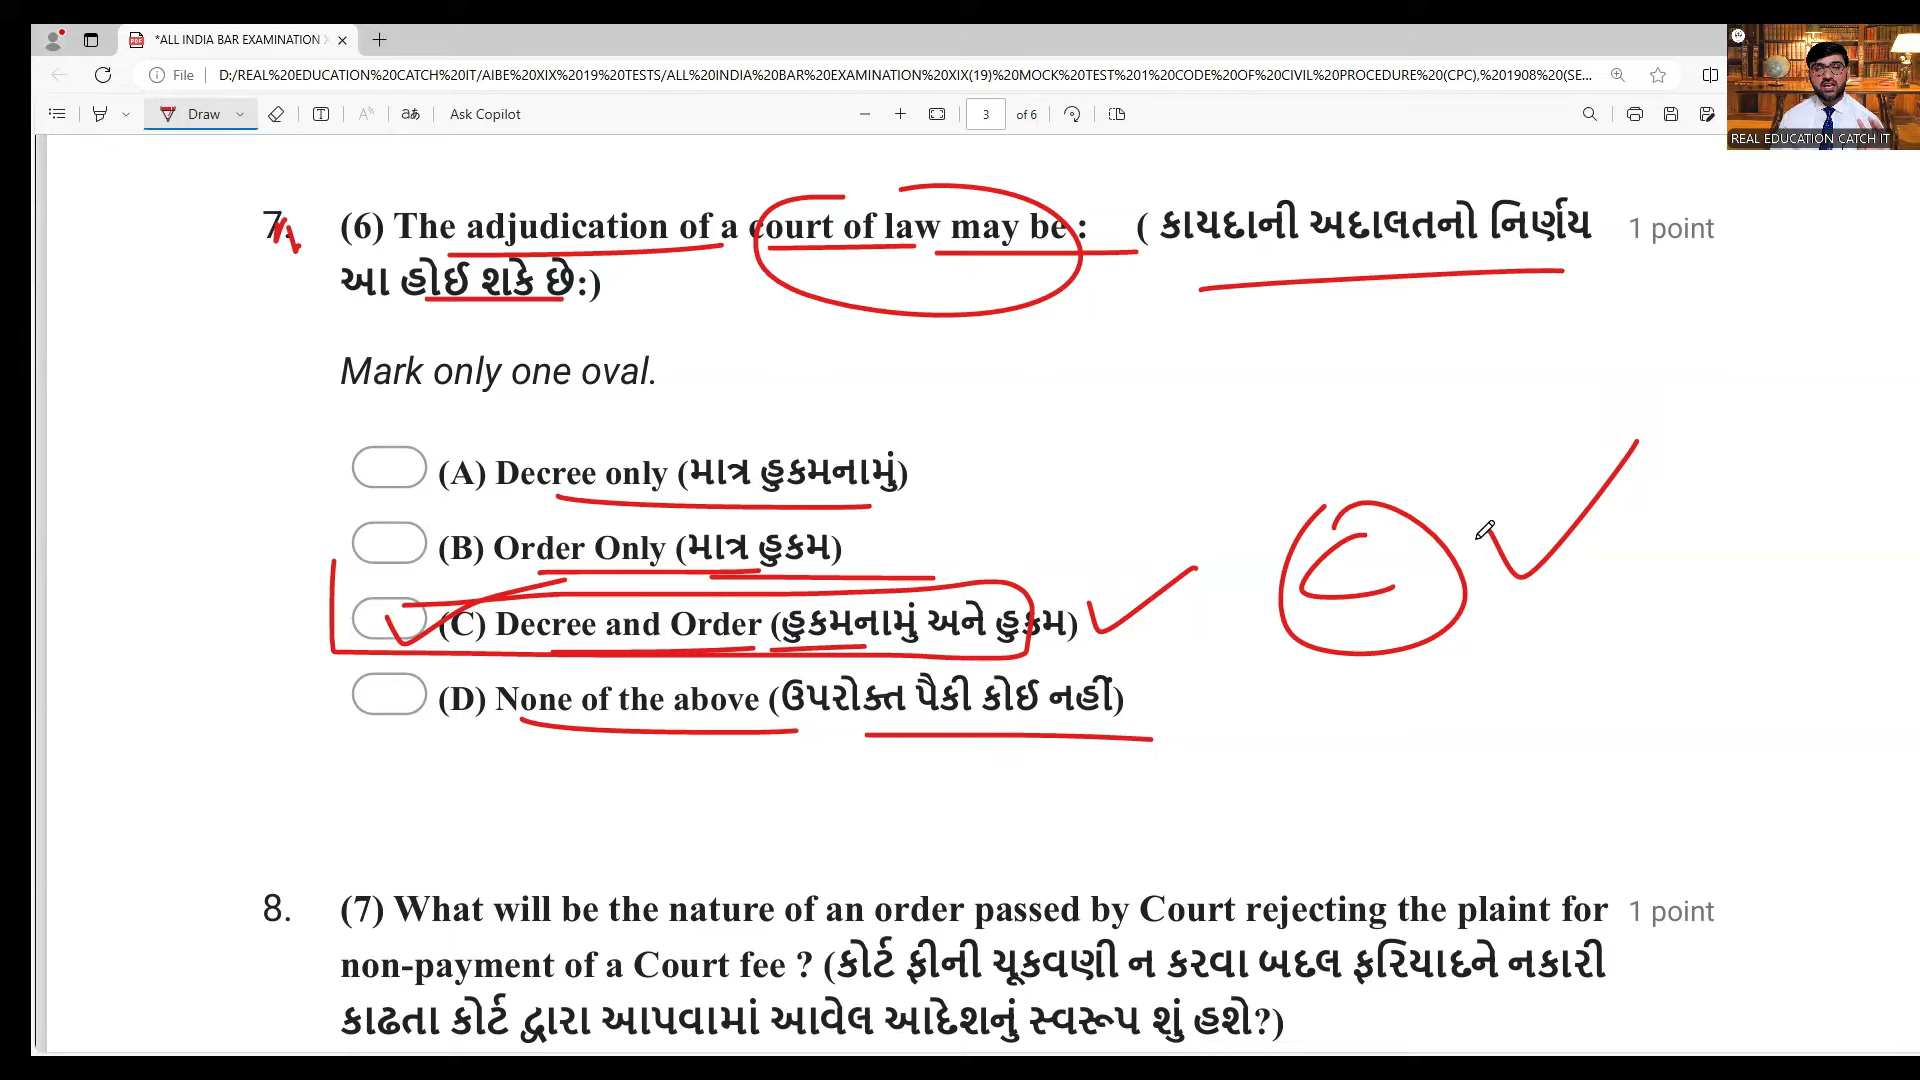 *ALL INDIA BAR EXAMINATION X
File D:/REAL%20EDUCATION%20CATCH%20IT/AIBE%20XIX%2019%20TESTS/ALL%20INDIA%20BAR%20EXAMINATION%20XIX(19)%20MOCK%20TEST%201%20CODE%20OF%20CIVIL%20PROCEDURE%20(CPC),%201908%20(SE...
Draw Ask Copilot 3 of 6
REAL EDUCATION CATCH IT
7. (6) The adjudication of a court of law may be : ( કાયદાની અદાલતનો નિર્ણય 1 point
આ હોઈ શકે છે:)
Mark only one oval.
(A) Decree only (માત્ર હુકમનામું)
(B) Order Only (માત્ર હુકમ)
(C) Decree and Order (હુકમનામું અને હુકમ)
(D) None of the above (ઉપરોક્ત પૈકી કોઈ નહીં)
C
8. (7) What will be the nature of an order passed by Court rejecting the plaint for 1 point
non-payment of a Court fee ? (કોર્ટ ફીની ચૂકવણી ન કરવા બદલ ફરિયાદને નકારી
કાઢતા કોર્ટ દ્વારા આપવામાં આવેલ આદેશનું સ્વરૂપ શું હશે?)